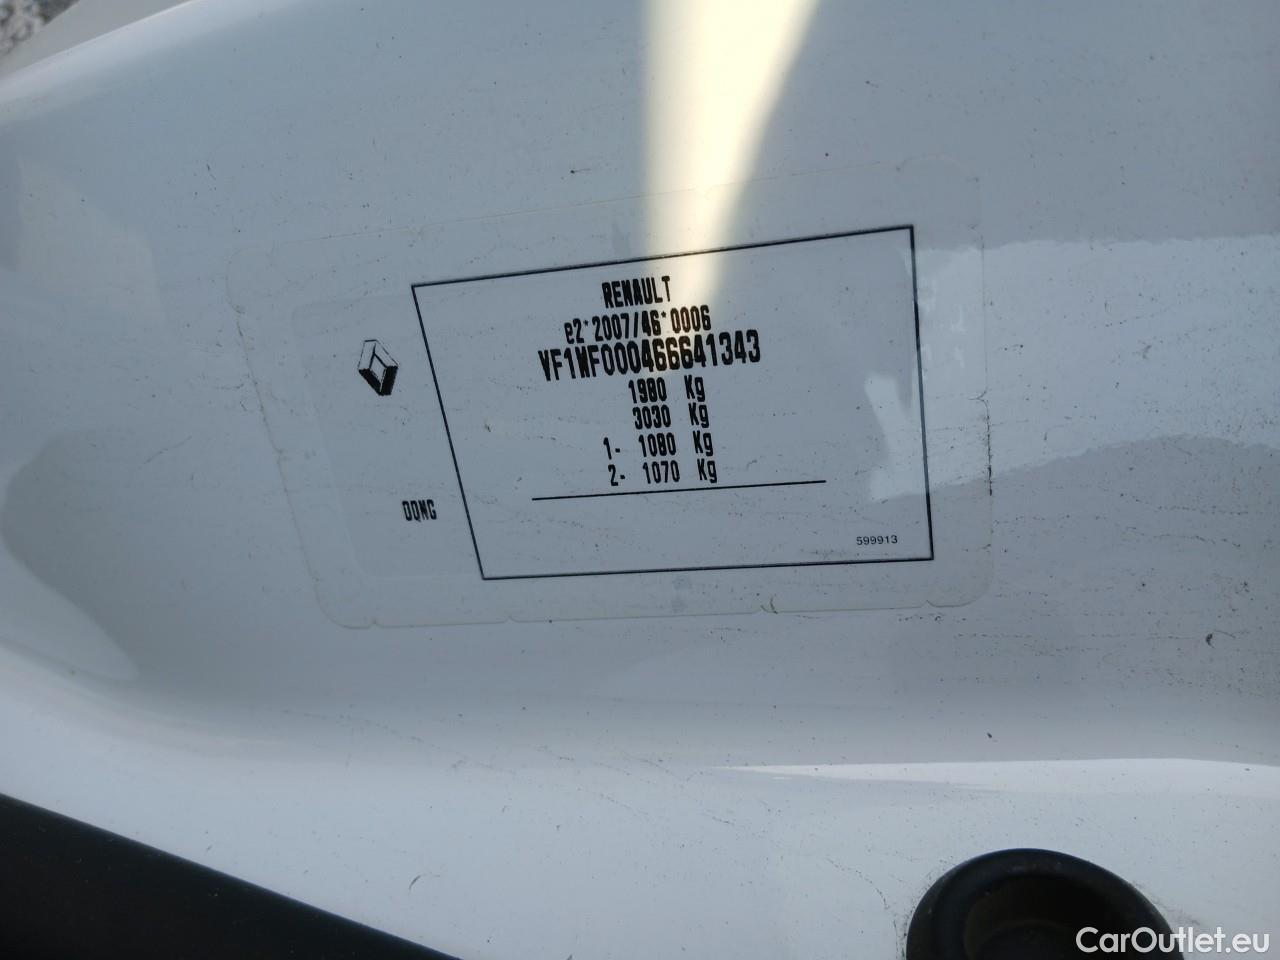 RENAULT
e2*2007/46*0006
VF1WF000466641343
1980 Kg
3030 Kg
1- 1080 Kg
2- 1070 Kg
599913
CarOutlet.eu